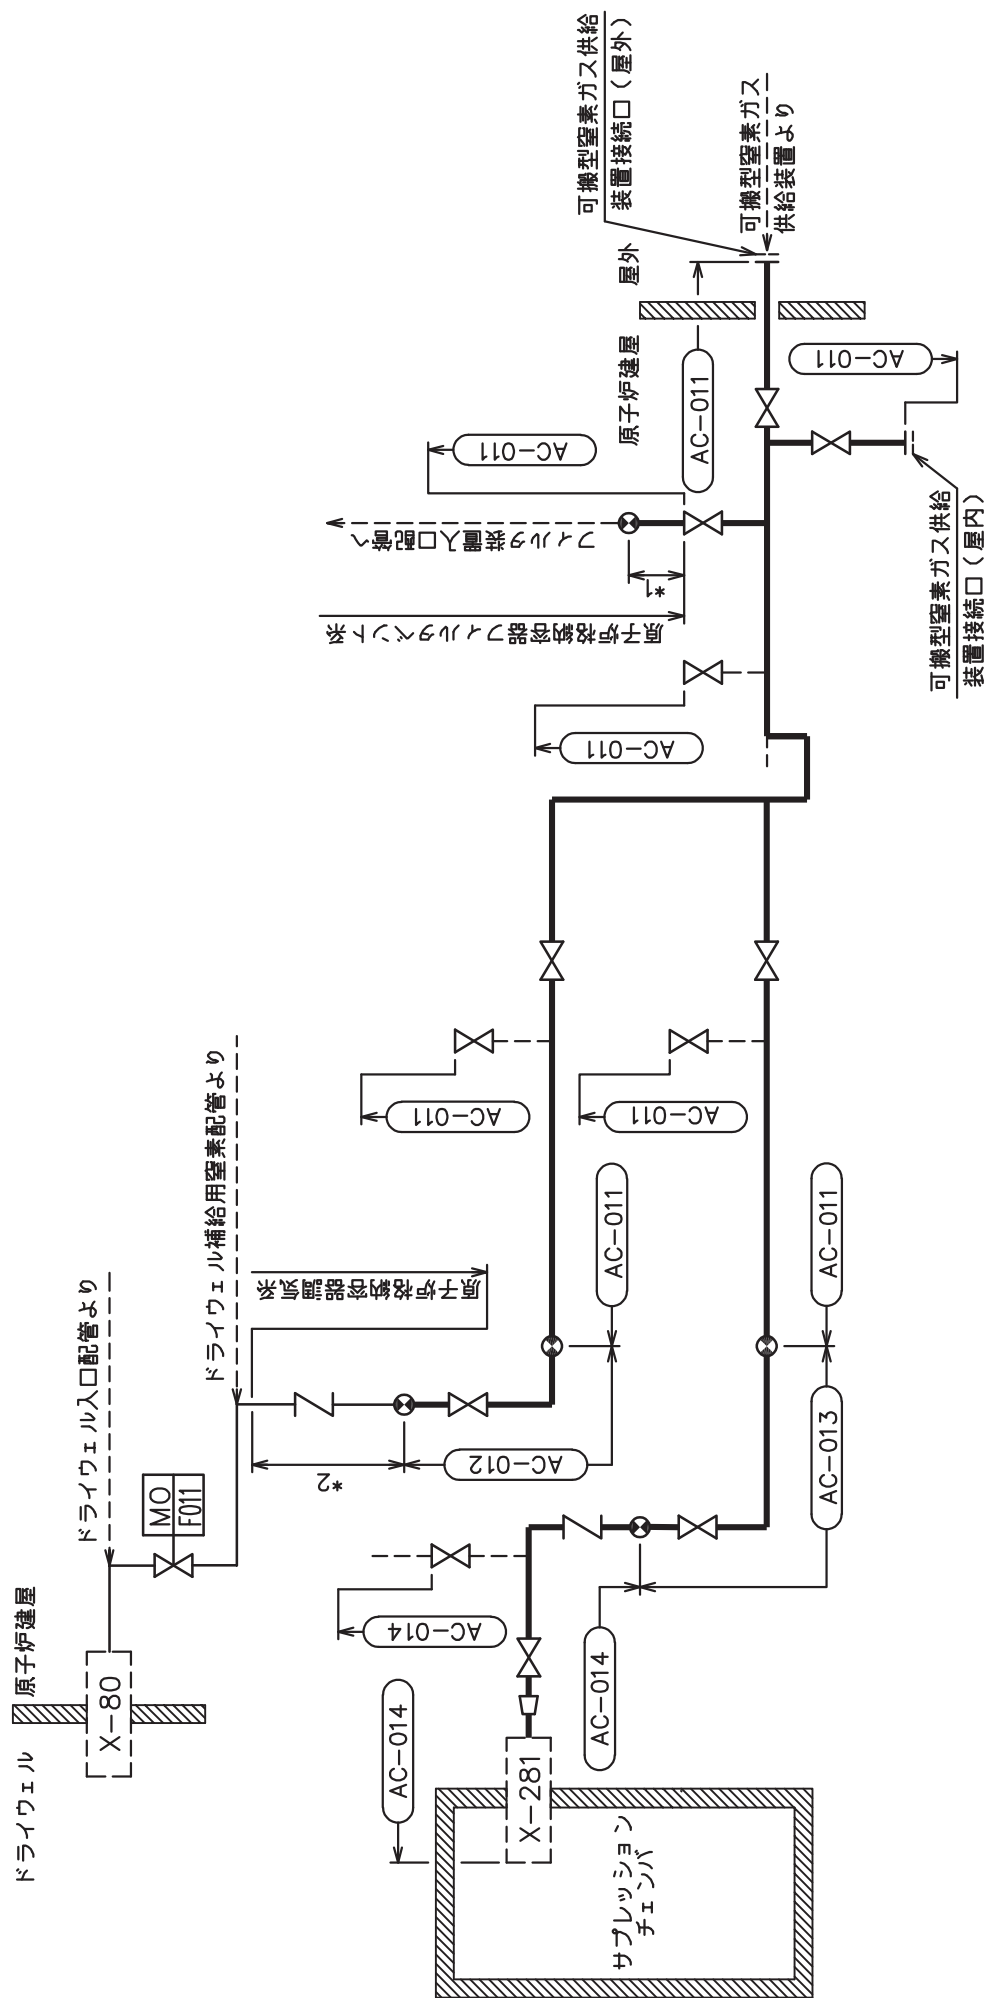 可搬型窒素ガス供給
装置接続口（屋外）
可搬型窒素ガス
供給装置より
屋外
原子炉建屋
AC-011
AC-011
AC-011
フィルタ装置入口配管へ
*1
原子炉格納容器フィルタベント系
可搬型窒素ガス供給
装置接続口（屋内）
AC-011
AC-011
AC-011
ドライウェル補給用窒素配管より
ドライウェル入口配管より
原子炉格納容器調気系
AC-011
AC-011
*2
AC-012
AC-013
MO
F011
AC-014
AC-014
AC-014
原子炉建屋
ドライウェル
X-80
X-281
サプレッション
チェンバ